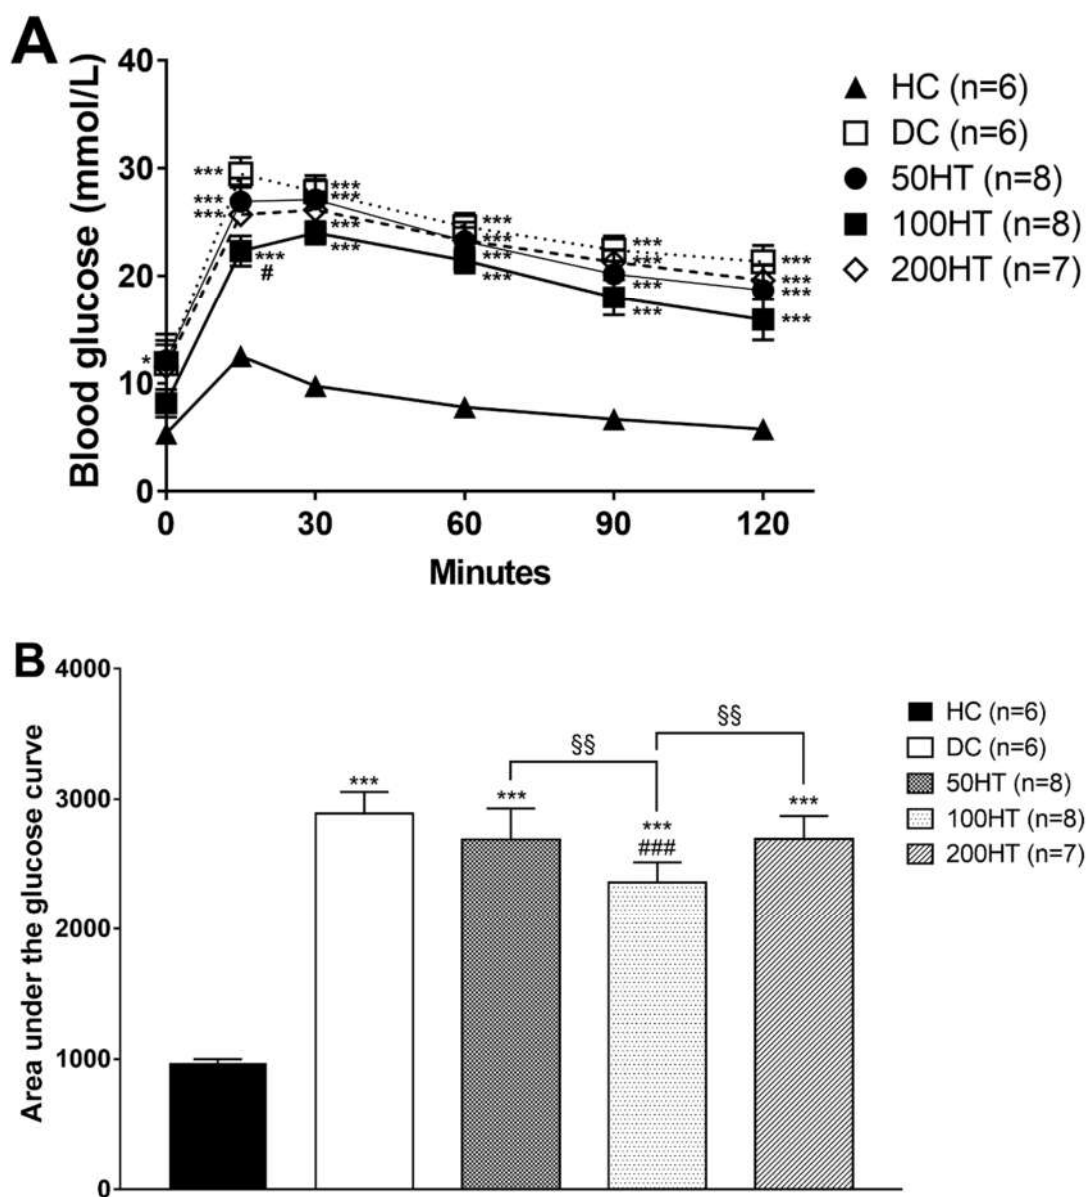 A
Blood glucose (mmol/L)
40
30
20
10
0
***
***
***
***
***
***
***
***
#
*
***
***
***
***
***
***
***
***
***
***
***
***
0
30
60
90
120
Minutes
HC (n=6)
DC (n=6)
50HT (n=8)
100HT (n=8)
200HT (n=7)
B
Area under the glucose curve
4000
3000
2000
1000
0
***
***
***
###
***
§§
§§
HC (n=6)
DC (n=6)
50HT (n=8)
100HT (n=8)
200HT (n=7)